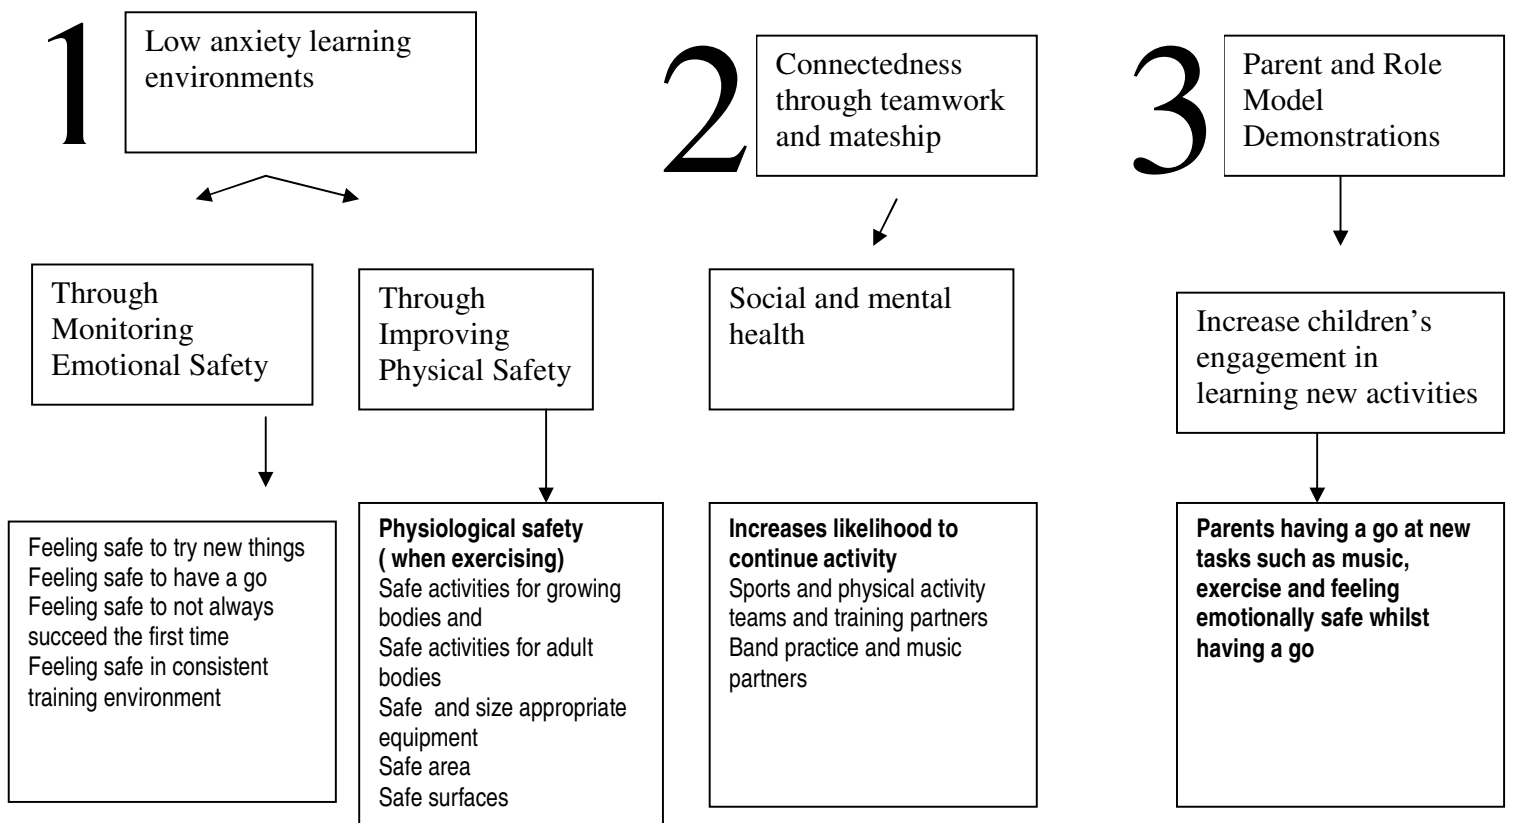 1
Low anxiety learning
environments
2
Connectedness
through teamwork
and mateship
3
Parent and Role
Model
Demonstrations
Through
Monitoring
Emotional Safety
Through
Improving
Physical Safety
Social and mental
health
Increase children’s
engagement in
learning new activities
Feeling safe to try new things
Feeling safe to have a go
Feeling safe to not always
succeed the first time
Feeling safe in consistent
training environment
Physiological safety
( when exercising)
Safe activities for growing
bodies and
Safe activities for adult
bodies
Safe  and size appropriate
equipment
Safe area
Safe surfaces
Increases likelihood to
continue activity
Sports and physical activity
teams and training partners
Band practice and music
partners
Parents having a go at new
tasks such as music,
exercise and feeling
emotionally safe whilst
having a go